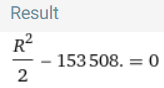 Result
R²/2 - 153 508. = 0